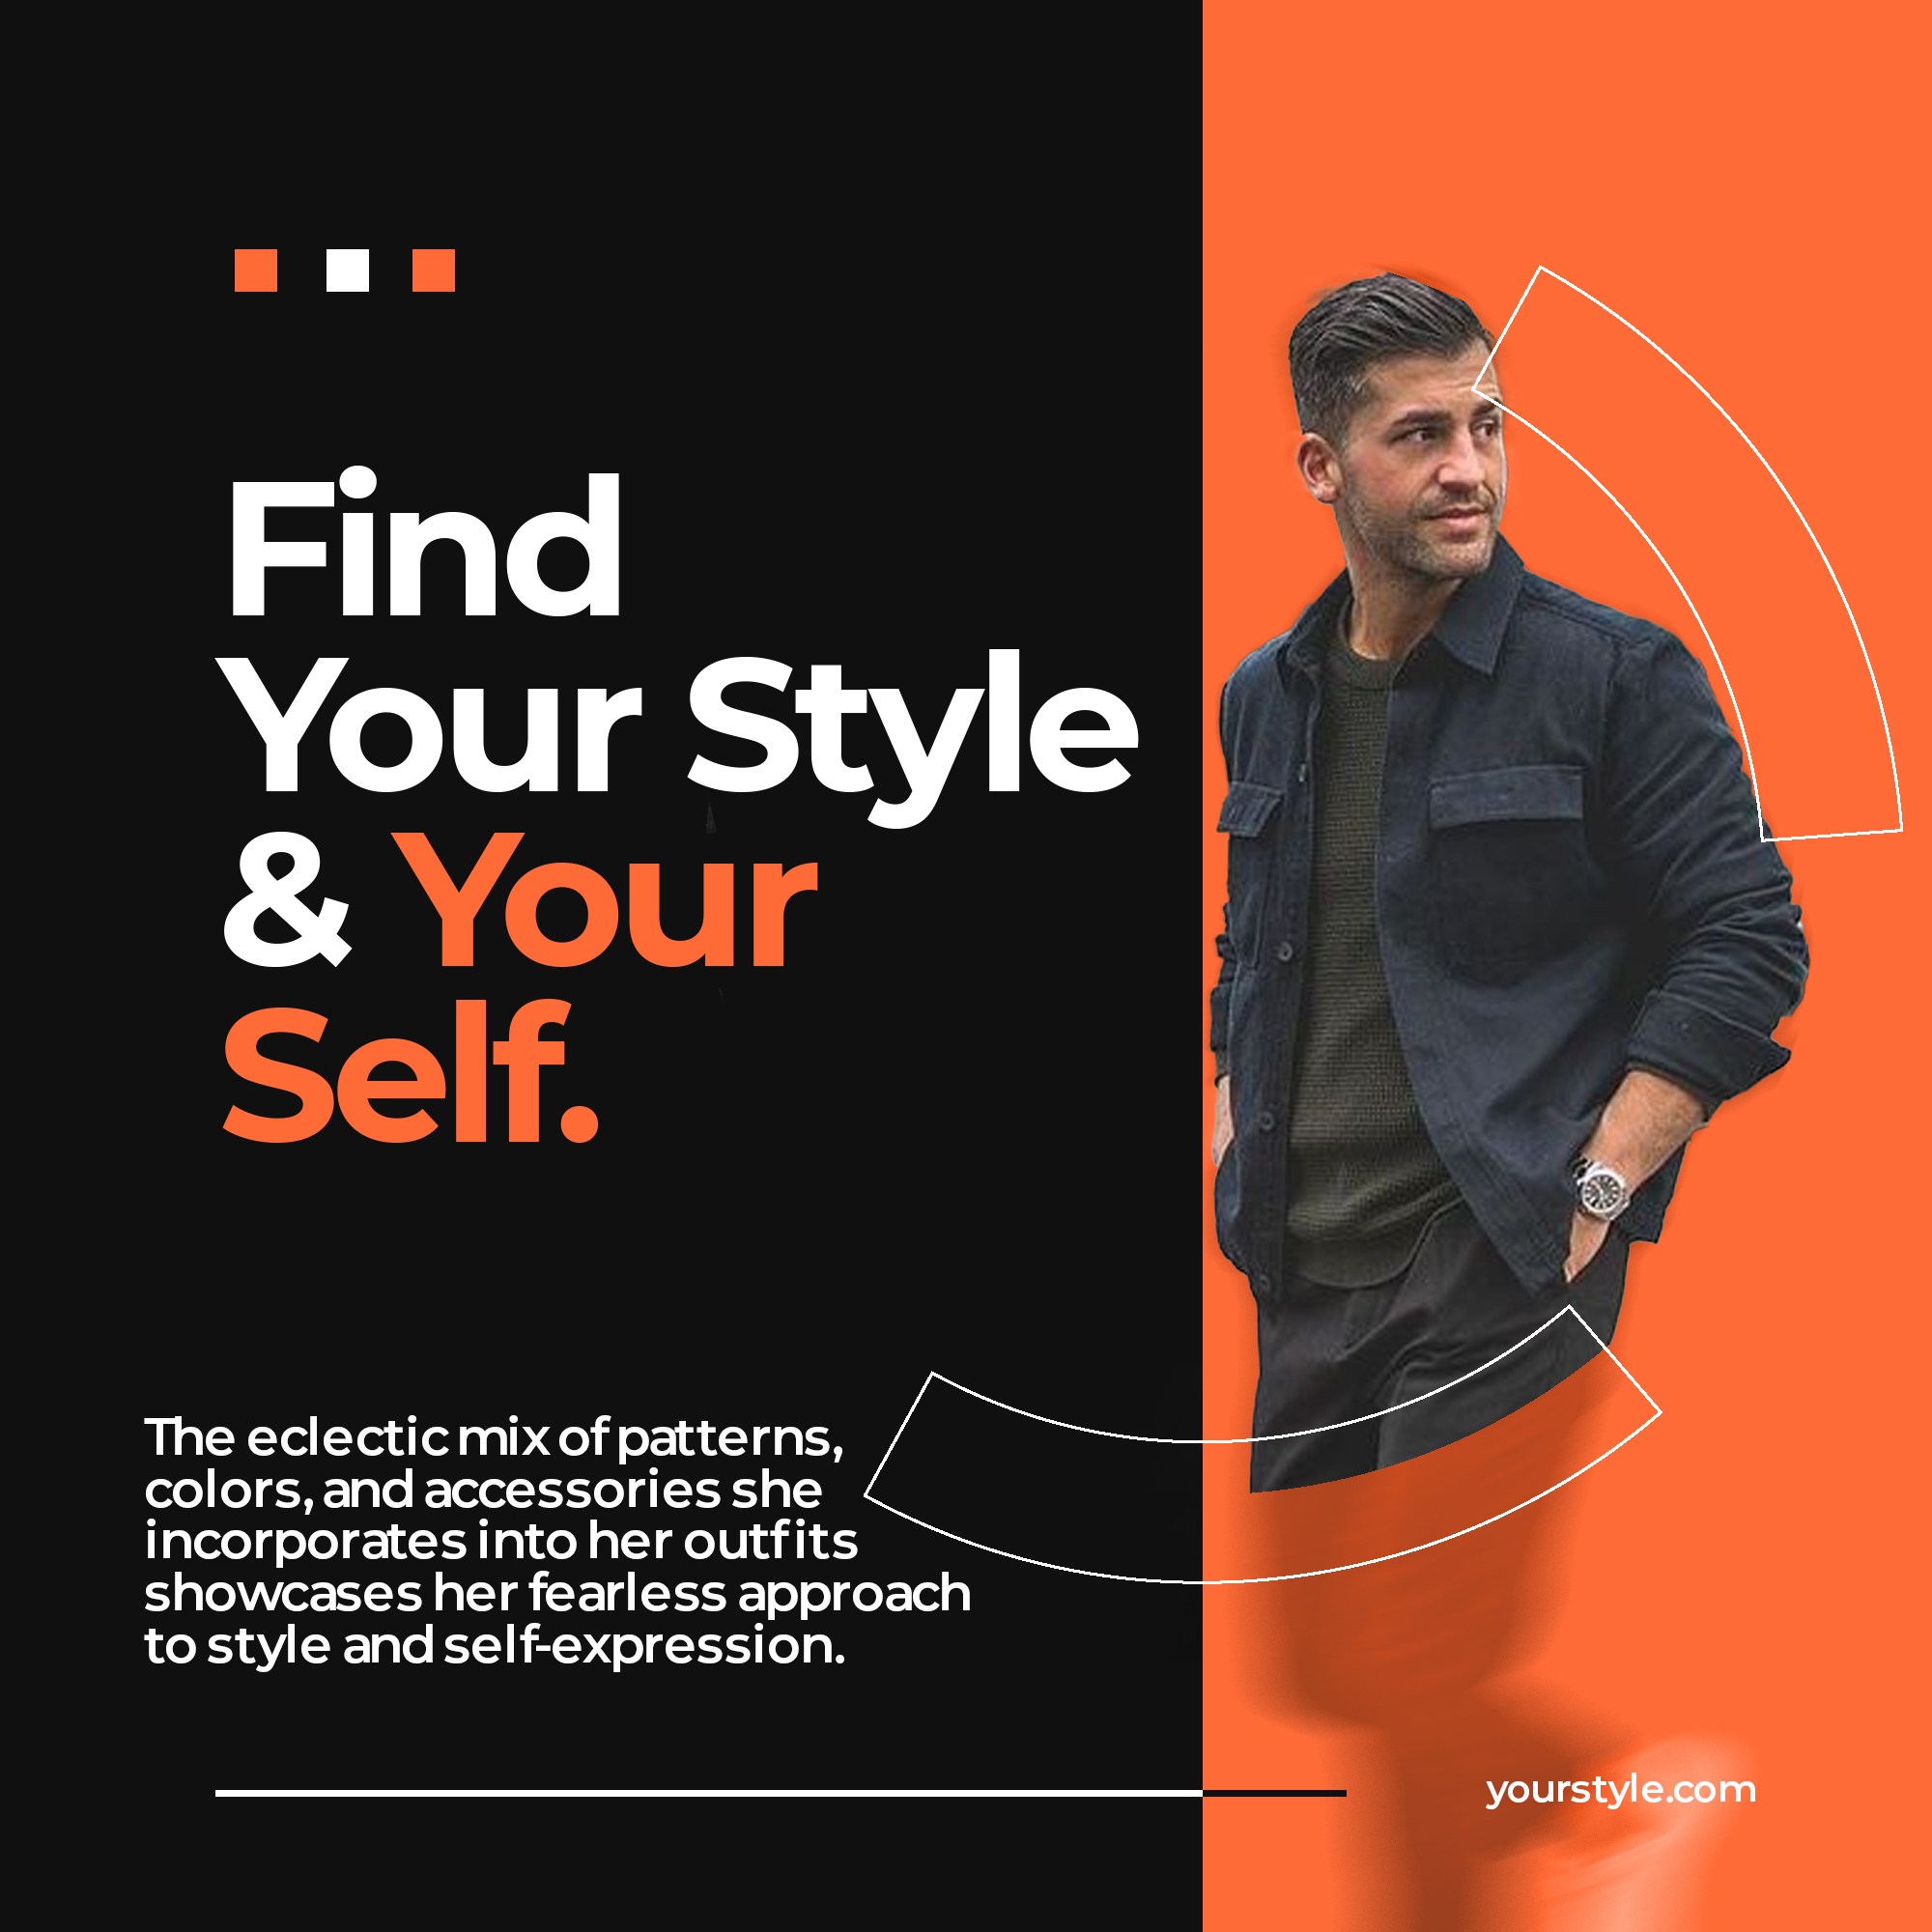 Find
Your Style
& Your
Self.
The eclectic mix of patterns,
colors, and accessories she
incorporates into her outfits
showcases her fearless approach
to style and self-expression.
yourstyle.com